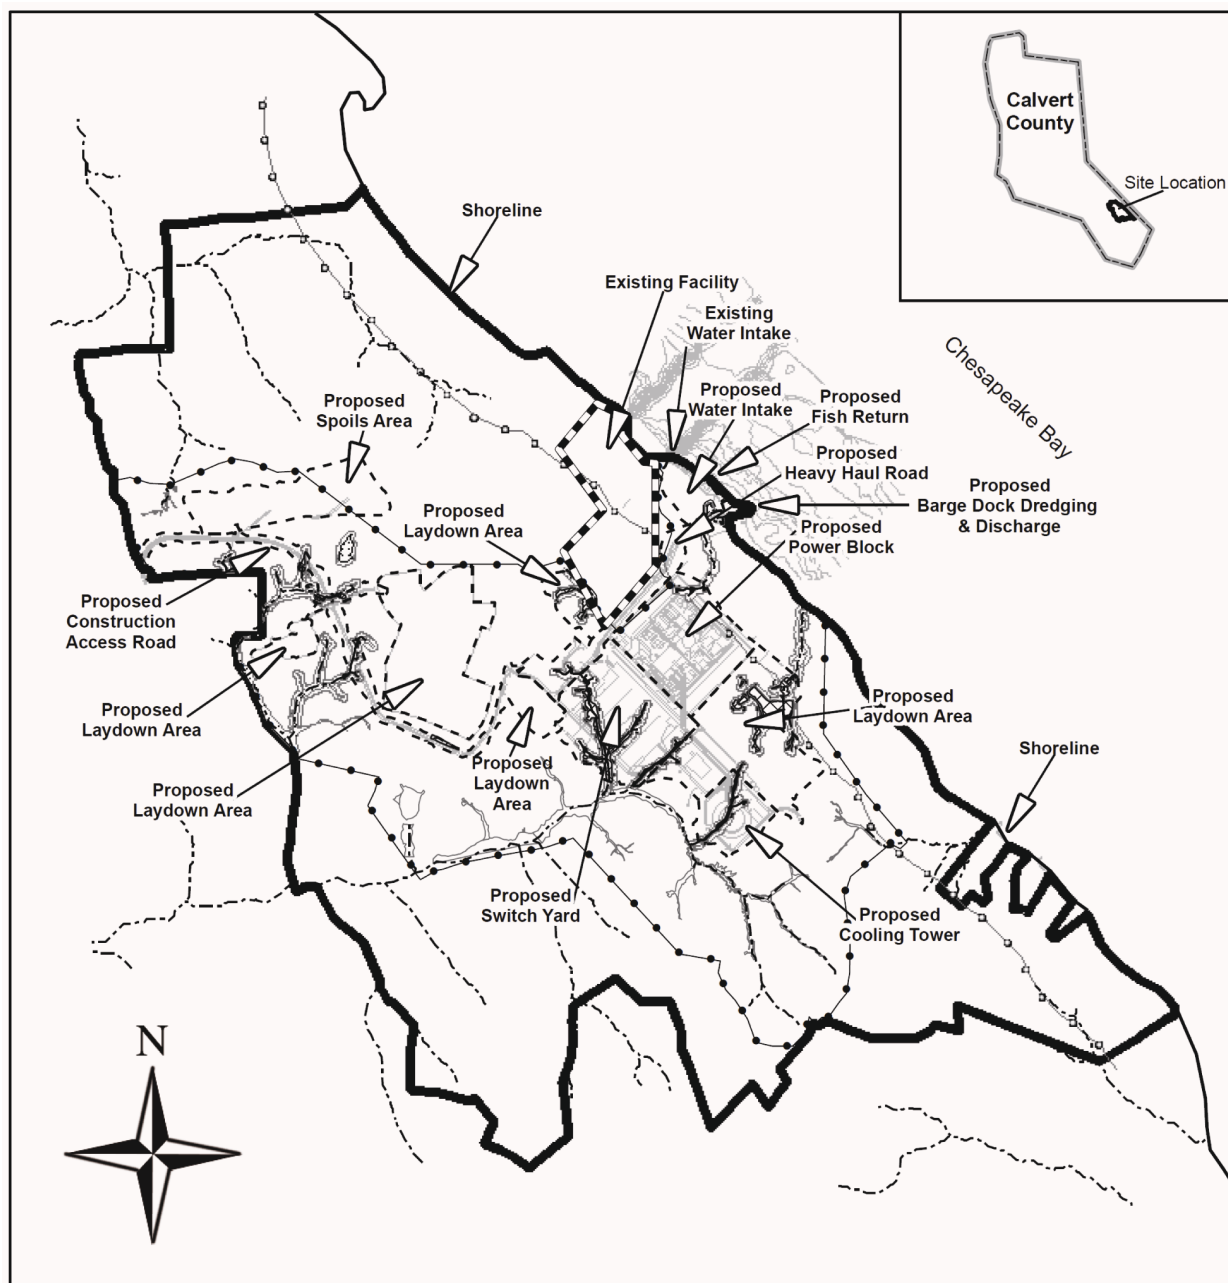 Calvert
County
Site Location
Shoreline
Existing Facility
Existing
Water Intake
Chesapeake Bay
Proposed
Water Intake
Proposed
Fish Return
Proposed
Spoils Area
Proposed
Heavy Haul Road
Proposed
Barge Dock Dredging
& Discharge
Proposed
Laydown Area
Proposed
Power Block
Proposed
Construction
Access Road
Proposed
Laydown Area
Proposed
Laydown Area
Proposed
Laydown
Area
Shoreline
Proposed
Laydown Area
Proposed
Switch Yard
Proposed
Cooling Tower
N